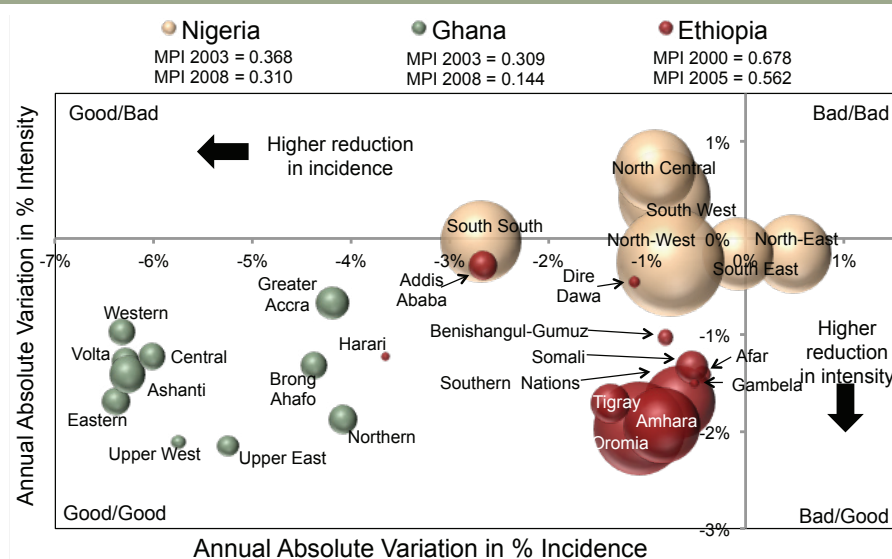 Nigeria
MPI 2003 = 0.368
MPI 2008 = 0.310
Ghana
MPI 2003 = 0.309
MPI 2008 = 0.144
Ethiopia
MPI 2000 = 0.678
MPI 2005 = 0.562
Good/Bad
Bad/Bad
Higher reduction
in incidence
1%
North Central
South West
South South
North-West
0%
North-East
-7%
-6%
-5%
-4%
-3%
-2%
-1%
0%
1%
South East
Addis
Ababa
Dire
Dawa
Greater
Accra
Western
Volta
Central
Ashanti
Eastern
Harari
Brong
Ahafo
Northern
Upper West
Upper East
Benishangul-Gumuz
Somali
Southern Nations
-1%
Afar
Gambela
Higher
reduction
in intensity
Tigray
Amhara
Oromia
-2%
-3%
Good/Good
Bad/Good
Annual Absolute Variation in % Intensity
Annual Absolute Variation in % Incidence